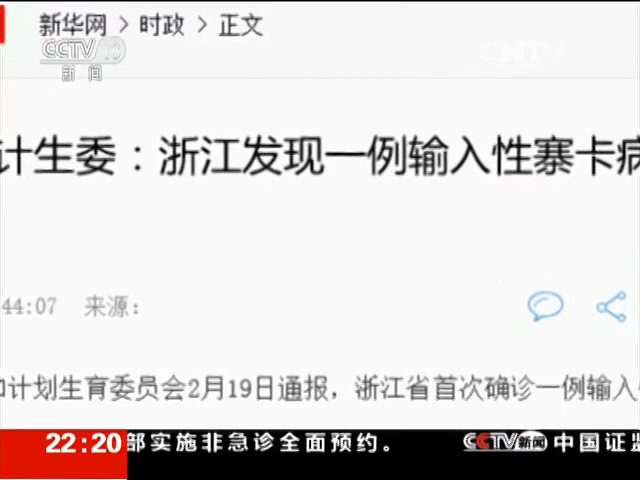 新华网 > 时政 > 正文
CCTV 13
新闻
CNTV
计生委：浙江发现一例输入性寨卡病
44:07 来源：
计划生育委员会2月19日通报，浙江省首次确诊一例输入
22:20 部实施非急诊全面预约。 CCTV新闻 中国证监